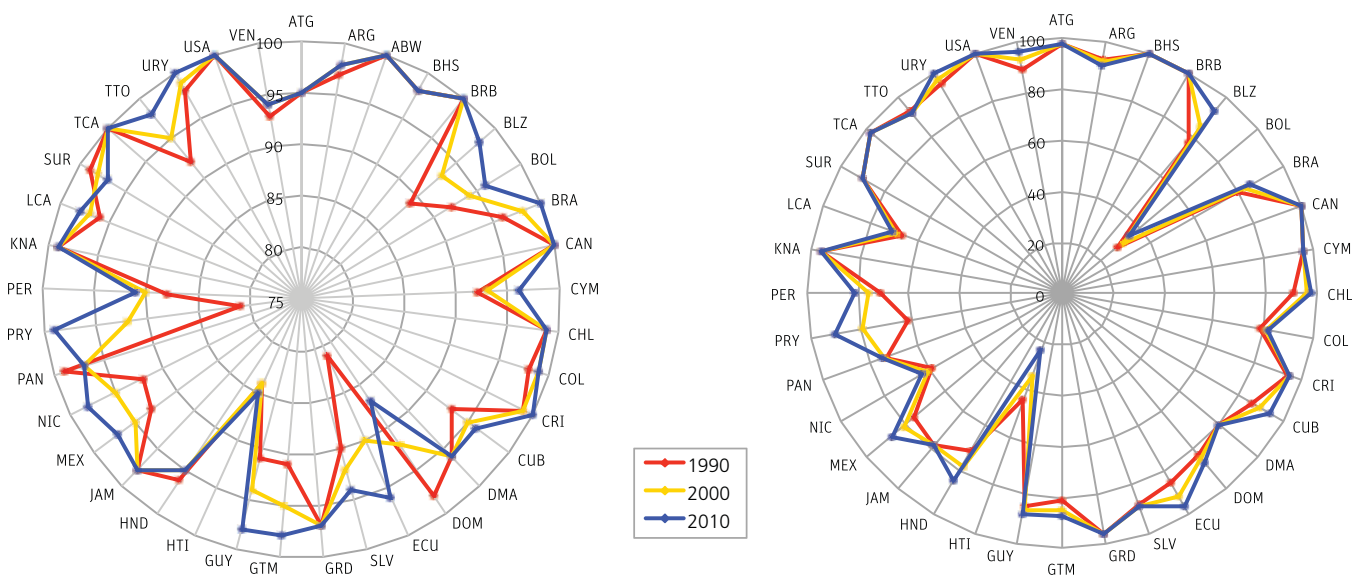 ATG
ARG
ABW
BHS
BRB
BLZ
BOL
BRA
CAN
CYM
CHL
COL
CRI
CUB
DMA
DOM
ECU
SLV
GRD
GTM
GUY
HTI
HND
JAM
MEX
NIC
PAN
PRY
PER
KNA
LCA
SUR
TCA
TTO
URY
USA
VEN
100
95
90
85
80
75
1990
2000
2010
ATG
ARG
BHS
BRB
BLZ
BOL
BRA
CAN
CYM
CHL
COL
CRI
CUB
DMA
DOM
ECU
SLV
GRD
GTM
GUY
HTI
HND
JAM
MEX
NIC
PAN
PRY
PER
KNA
LCA
SUR
TCA
TTO
URY
USA
VEN
100
80
60
40
20
0